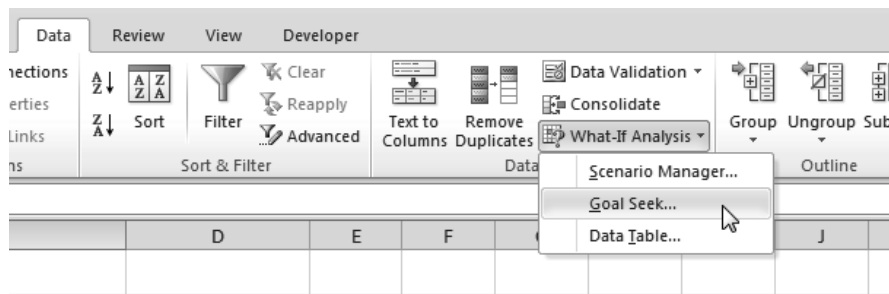 Data Review View Developer
nections
erties
Links
ns
A Z
Z A
A Z
Z A
Sort
Filter
Clear
Reapply
Advanced
Sort & Filter
Text to
Columns
Remove
Duplicates
Data Validation
Consolidate
What-If Analysis
Data
Group
Ungroup
Sub
Outline
Scenario Manager...
Goal Seek...
Data Table...
D E F J